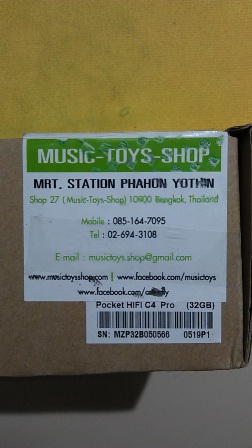 MUSIC-TOYS-SHOP
MRT. STATION PHAHON YOTHIN
Shop 27 (Music-Toys-Shop) 10900 Bangkok, Thailand
Mobile : 085-164-7095
Tel : 02-694-3108
E-mail : musictoys.shop@gmail.com
www.musictoysshop.com | www.facebook.com/musictoys
www.facebook.com/
Pocket HIFI C4 Pro (32GB)
SN: MZP32B050566 0519P1